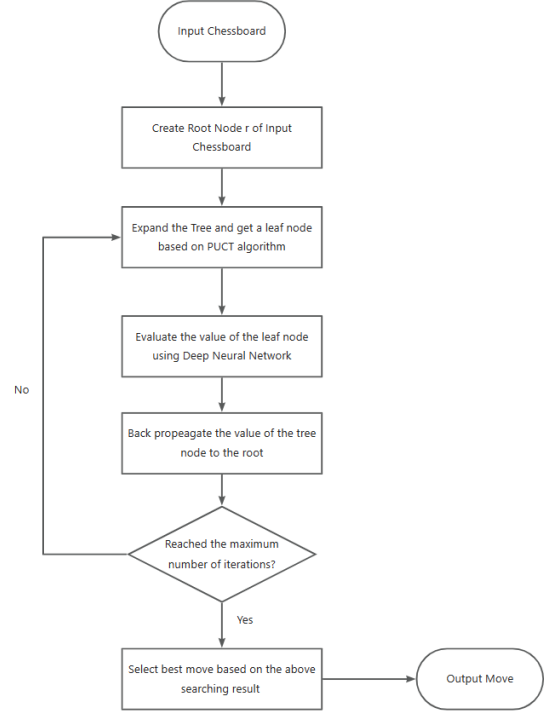 Input Chessboard
Create Root Node r of Input
Chessboard
Expand the Tree and get a leaf node
based on PUCT algorithm
Evaluate the value of the leaf node
using Deep Neural Network
No
Back propeagate the value of the tree
node to the root
Reached the maximum
number of iterations?
Yes
Select best move based on the above
searching result
Output Move